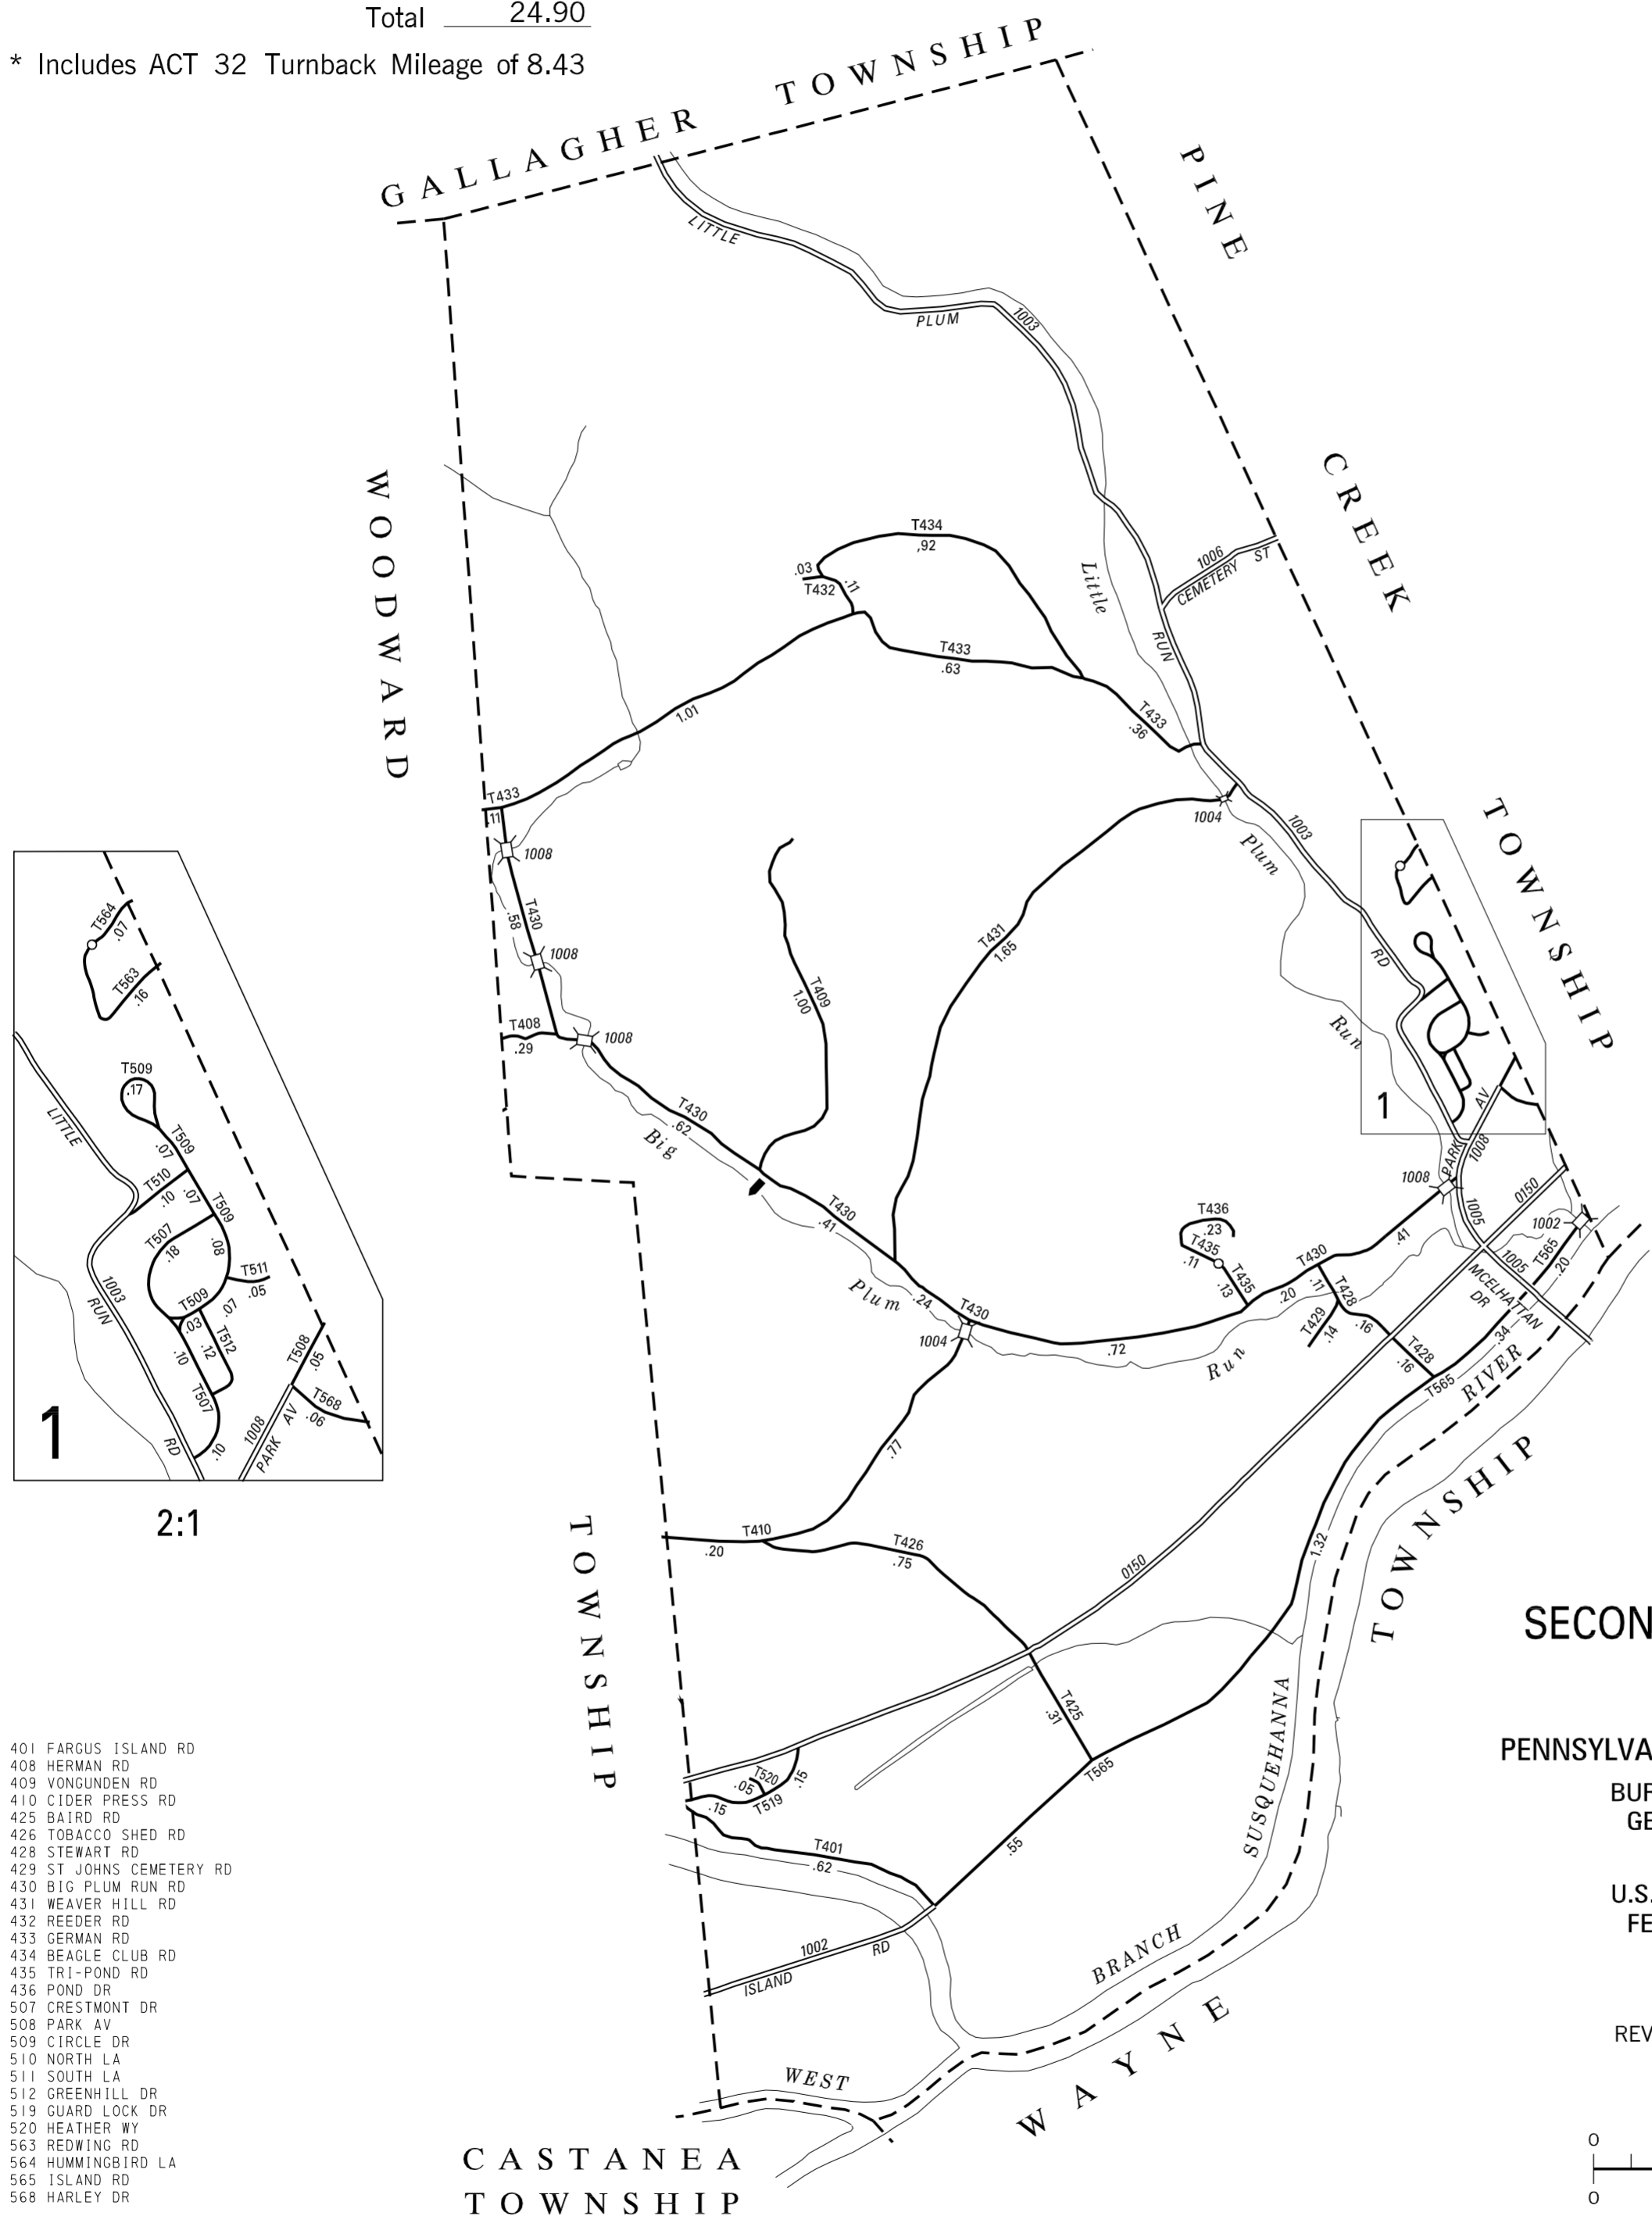 Total 24.90
* Includes ACT 32 Turnback Mileage of 8.43
GALLAGHER TOWNSHIP
PINE CREEK TOWNSHIP
WOODWARD TOWNSHIP
LITTLE PLUM RUN RD
1003
T434
,92
.03
T432
.11
Little Plum Run
1006
CEMETERY ST
T433
.63
T433
.36
1.01
T433
.11
1008
T430
.58
1008
T408
.29
1008
1004
1003
T431
1.65
T409
1.00
T430
.62
Big Plum Run
T430
.41
.24
T430
1004
.72
T436
.23
T435
.11
T435
.13
.20
T430
.11
T428
.16
T429
.14
.41
1008
PARK AV
1008
1005
0150
1002
T565
.20
1005
MCELHATTAN
DR
.34
T428
.16
T565
RIVER
1
T564
.07
T563
.16
T509
.17
LITTLE
.07
T509
T510
.10
.07
T509
T507
.18
.08
T511
.05
1003
RUN
T509
.07
.03
T512
.12
.10
T507
T508
.05
T568
.06
1008
PARK AV
RD
.10
1
2:1
.77
T410
.20
T426
.75
0150
1.32
T425
.31
T565
T520
.05
.15
T519
.15
T401
.62
.55
1002
ISLAND RD
SUSQUEHANNA
BRANCH
WEST
WAYNE TOWNSHIP
CASTANEA
TOWNSHIP
SECON
PENNSYLVA
BUR
GE
U.S.
FE
REV
0
0
401 FARGUS ISLAND RD
408 HERMAN RD
409 VONGUNDEN RD
410 CIDER PRESS RD
425 BAIRD RD
426 TOBACCO SHED RD
428 STEWART RD
429 ST JOHNS CEMETERY RD
430 BIG PLUM RUN RD
431 WEAVER HILL RD
432 REEDER RD
433 GERMAN RD
434 BEAGLE CLUB RD
435 TRI-POND RD
436 POND DR
507 CRESTMONT DR
508 PARK AV
509 CIRCLE DR
510 NORTH LA
511 SOUTH LA
512 GREENHILL DR
519 GUARD LOCK DR
520 HEATHER WY
563 REDWING RD
564 HUMMINGBIRD LA
565 ISLAND RD
568 HARLEY DR